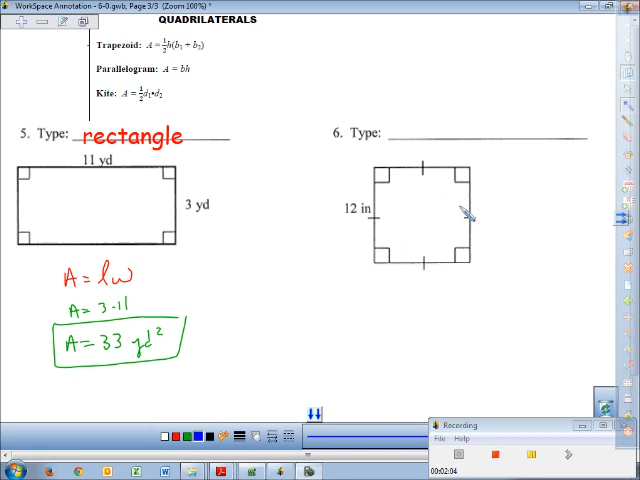 WorkSpace Annotation - 6-0.gwb, Page 3/3* (Zoom 100%)
QUADRILATERALS
Trapezoid: A = ½h(b₁ + b₂)
Parallelogram: A = bh
Kite: A = ½d₁•d₂
5. Type: rectangle
11 yd
3 yd
A = lw
A = 3·11
A = 33 yd²
6. Type:
12 in
Recording
File Help
00:02:04